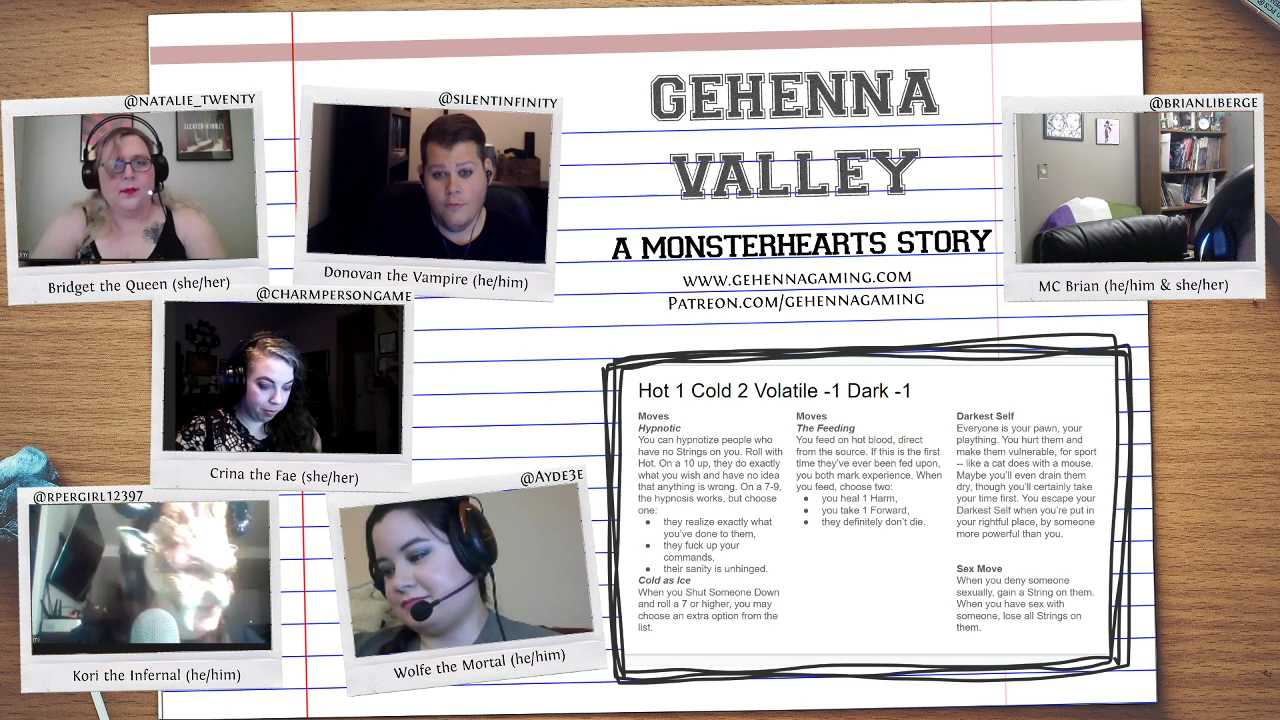 @NATALIE_TWENTY
Bridget the Queen (she/her)
@SILENTINFINITY
Donovan the Vampire (he/him)
GEHENNA
VALLEY
A MONSTERHEARTS STORY
WWW.GEHENNAGAMING.COM
PATREON.COM/GEHENNAGAMING
@BRIANLIBERGE
MC Brian (he/him & she/her)
@CHARMPERSONGAME
Crina the Fae (she/her)
@RPERGIRL12397
Kori the Infernal (he/him)
@AYDE3E
Wolfe the Mortal (he/him)
Hot 1 Cold 2 Volatile -1 Dark -1
Moves
Hypnotic
You can hypnotize people who
have no Strings on you. Roll with
Hot. On a 10 up, they do exactly
what you wish and have no idea
that anything is wrong. On a 7-9,
the hypnosis works, but choose
one:
● they realize exactly what
you've done to them,
● they fuck up your
commands,
● their sanity is unhinged.
Cold as Ice
When you Shut Someone Down
and roll a 7 or higher, you may
choose an extra option from the
list.
Moves
The Feeding
You feed on hot blood, direct
from the source. If this is the first
time they've ever been fed upon,
you both mark experience. When
you feed, choose two:
● you heal 1 Harm,
● you take 1 Forward,
● they definitely don't die.
Darkest Self
Everyone is your pawn, your
plaything. You hurt them and
make them vulnerable, for sport
-- like a cat does with a mouse.
Maybe you'll even drain them
dry, though you'll certainly take
your time first. You escape your
Darkest Self when you're put in
your rightful place, by someone
more powerful than you.
Sex Move
When you deny someone
sexually, gain a String on them.
When you have sex with
someone, lose all Strings on
them.